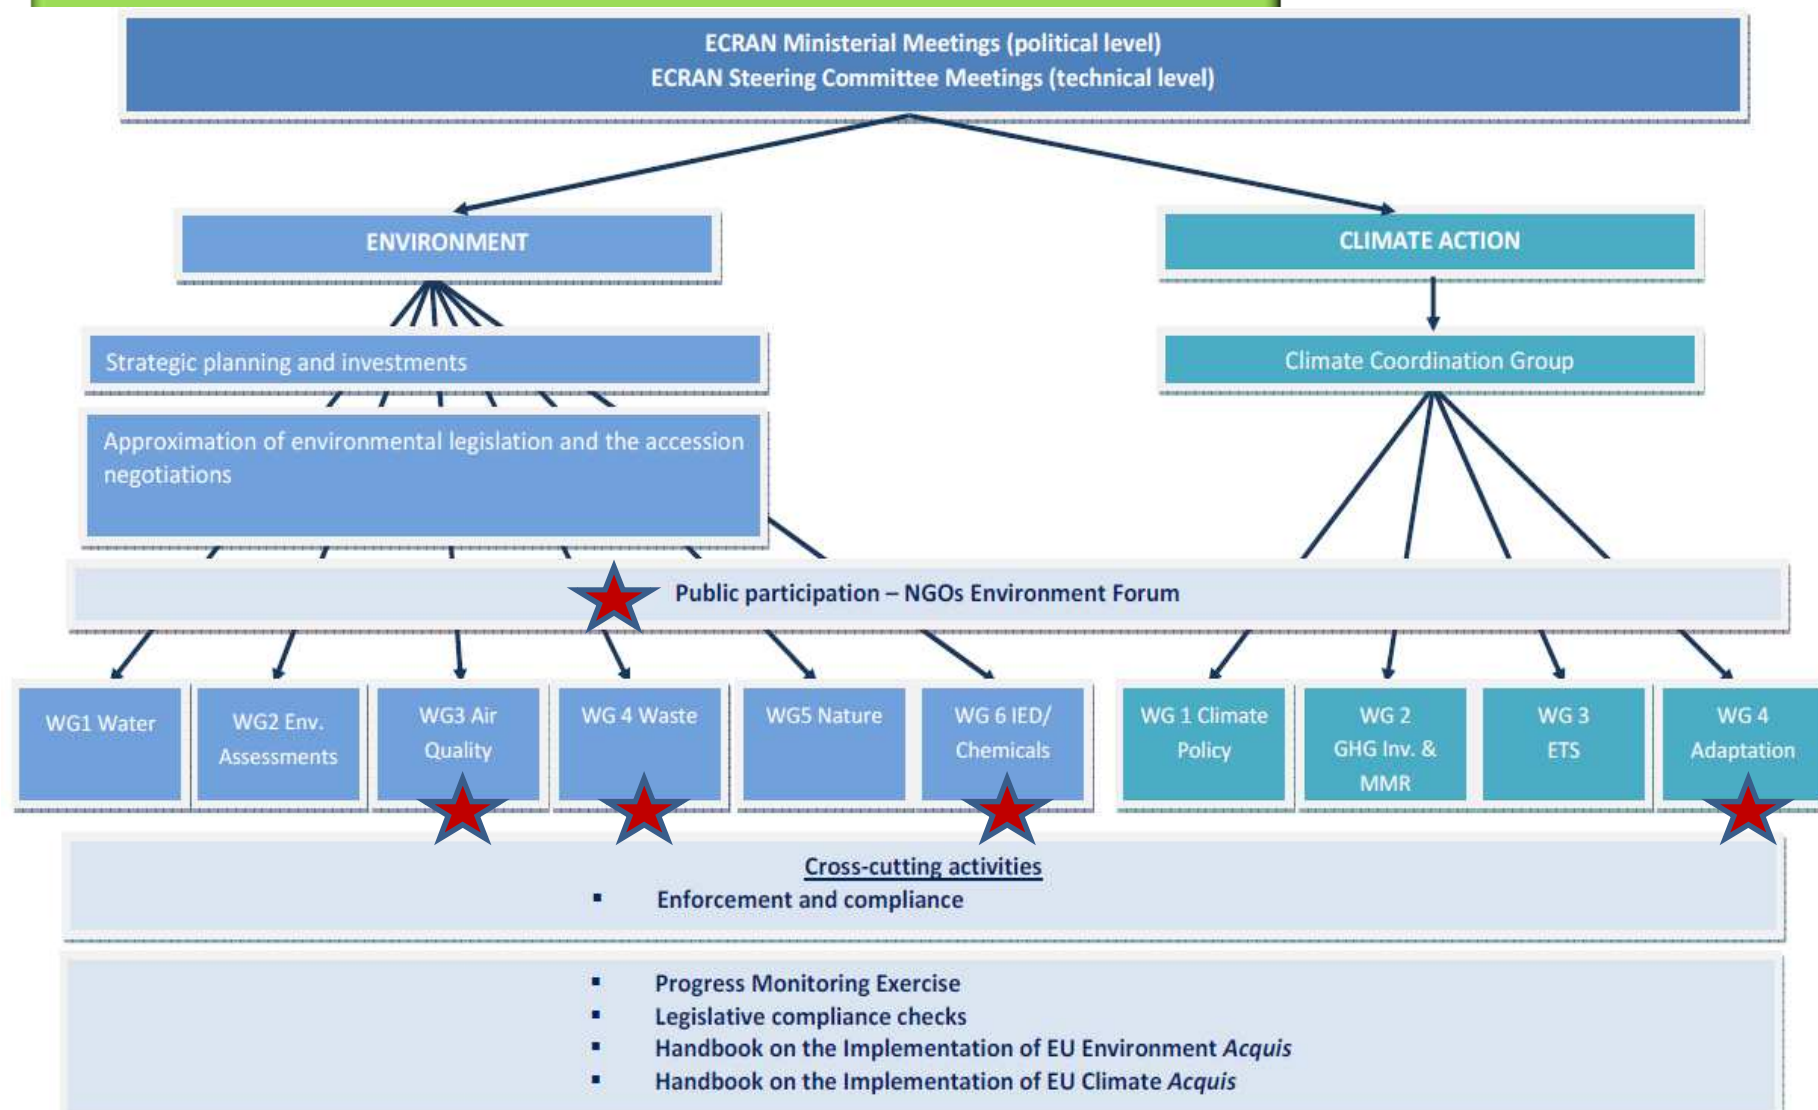 ECRAN Ministerial Meetings (political level)
ECRAN Steering Committee Meetings (technical level)
ENVIRONMENT
CLIMATE ACTION
Strategic planning and investments
Climate Coordination Group
Approximation of environmental legislation and the accession
negotiations
Public participation – NGOs Environment Forum
WG1 Water
WG2 Env.
Assessments
WG3 Air
Quality
WG 4 Waste
WG5 Nature
WG 6 IED/
Chemicals
WG 1 Climate
Policy
WG 2
GHG Inv. &
MMR
WG 3
ETS
WG 4
Adaptation
Cross-cutting activities
▪ Enforcement and compliance
▪ Progress Monitoring Exercise
▪ Legislative compliance checks
▪ Handbook on the Implementation of EU Environment Acquis
▪ Handbook on the Implementation of EU Climate Acquis